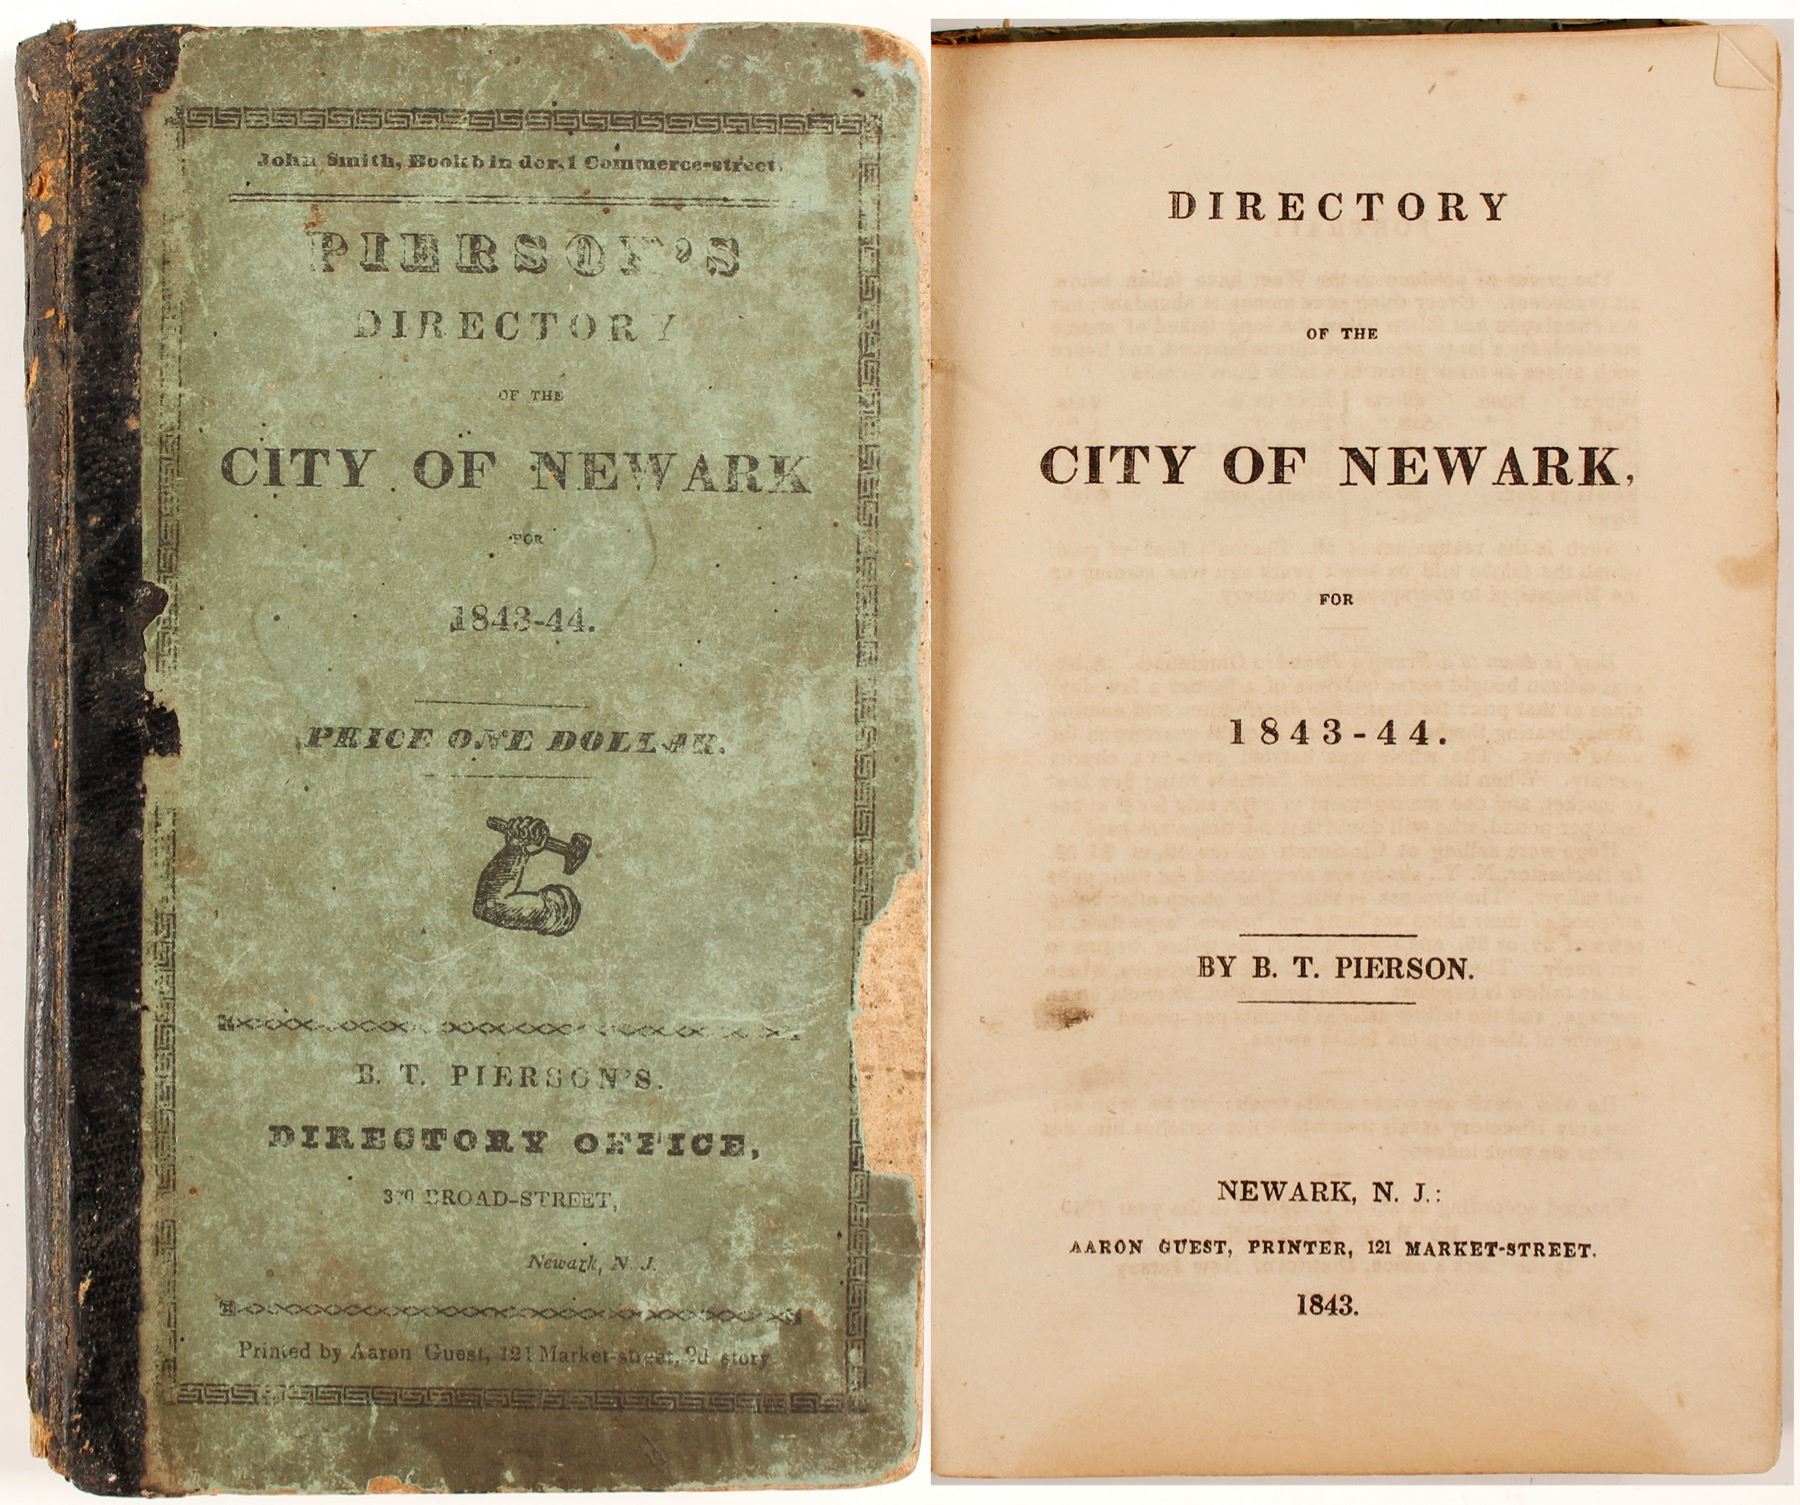 John Smith, Bookbinder, 1 Commerce-street.
PIERSON'S
DIRECTORY
OF THE
CITY OF NEWARK
FOR
1843-44.
PRICE ONE DOLLAR.
B. T. PIERSON'S.
DIRECTORY OFFICE,
BROAD-STREET,
Newark, N. J.
Printed by Aaron Guest, 121 Market-street, 2d story
DIRECTORY
OF THE
CITY OF NEWARK,
FOR
1843-44.
BY B. T. PIERSON.
NEWARK, N. J.:
AARON GUEST, PRINTER, 121 MARKET-STREET.
1843.